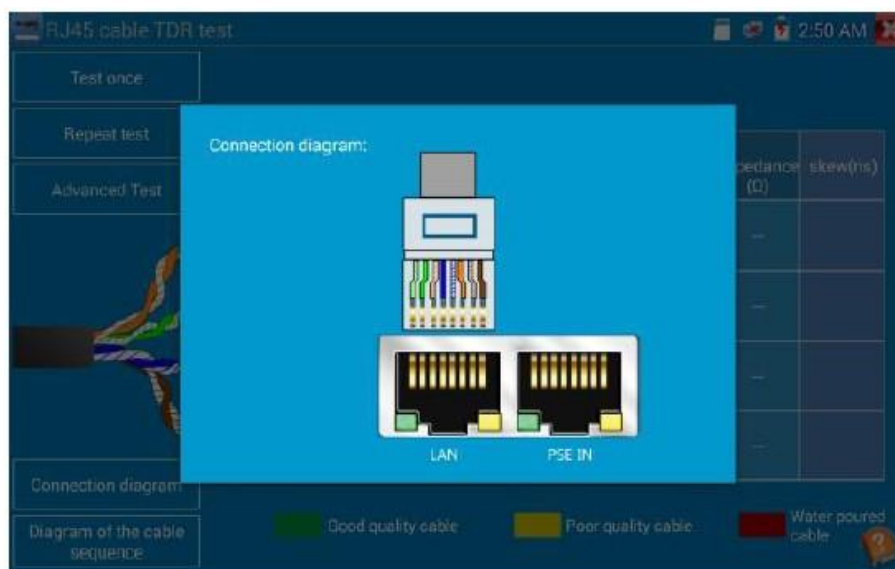 RJ45 cable TDR test
2:50 AM
Test once
Repeat test
Advanced Test
Connection diagram:
pedance
(Ω)
skew(ns)
—
—
—
—
LAN
PSE IN
Connection diagram
Diagram of the cable
sequence
Good quality cable
Poor quality cable
Water poured
cable
?